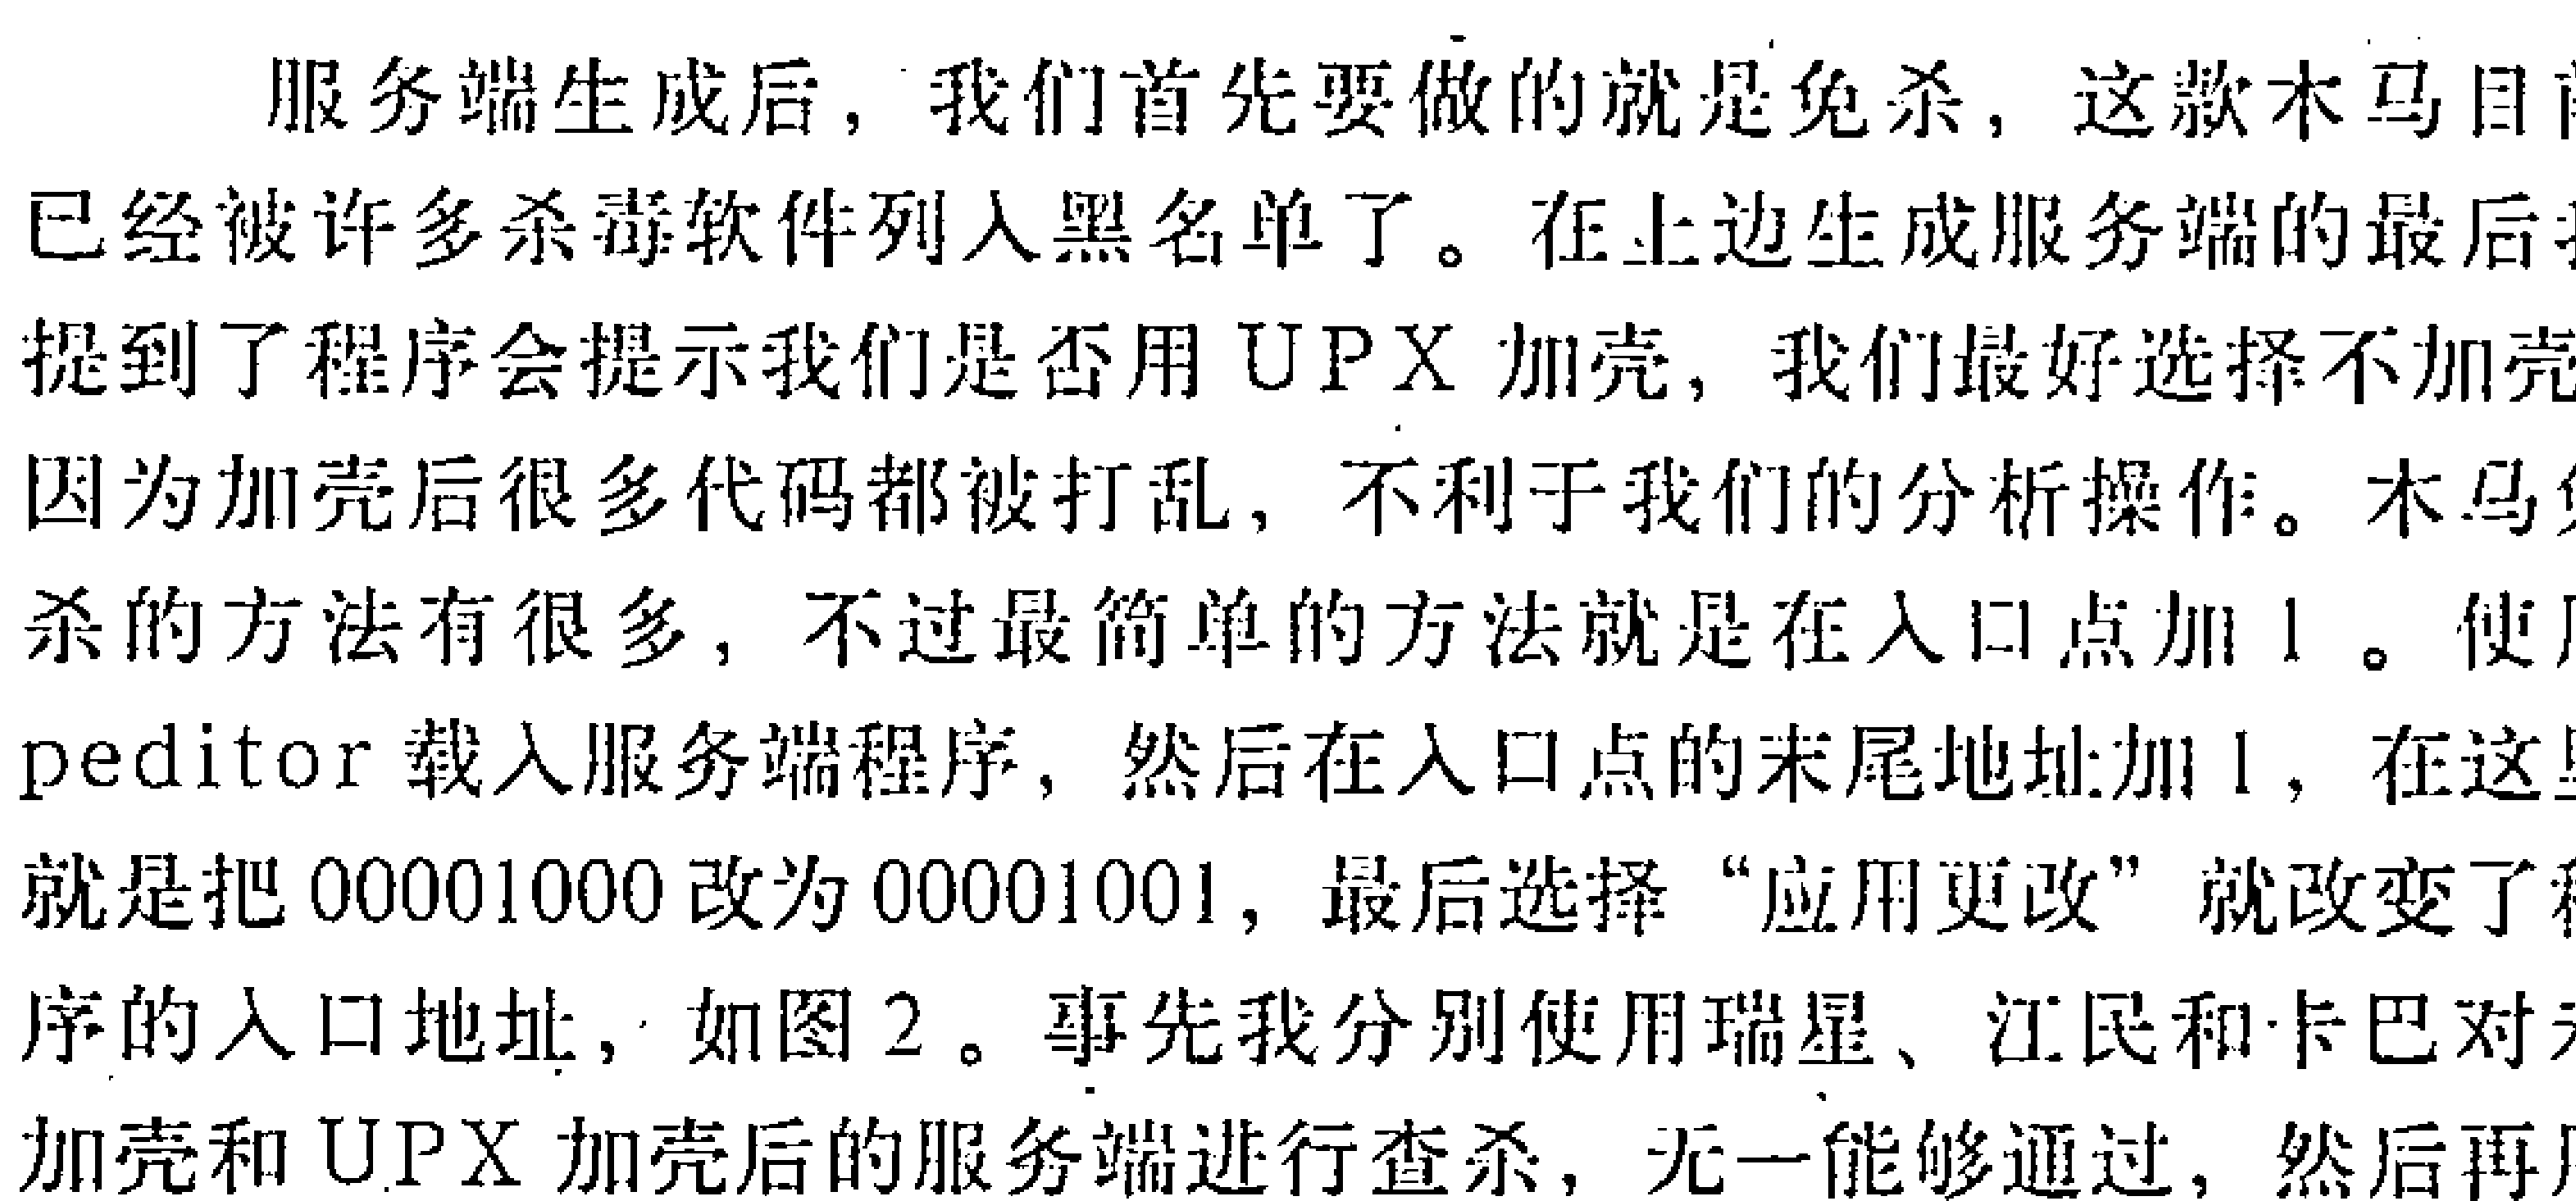 服务端生成后，我们首先要做的就是免杀，这款木马目
已经被许多杀毒软件列入黑名单了。在上边生成服务端的最后
提到了程序会提示我们是否用 UPX 加壳，我们最好选择不加壳
因为加壳后很多代码都被打乱，不利于我们的分析操作。木马
杀的方法有很多，不过最简单的方法就是在入口点加 1 。使
peditor 载入服务端程序，然后在入口点的末尾地址加 1，在这
就是把 00001000 改为 00001001，最后选择“应用更改”就改变了
序的入口地址，如图 2 。事先我分别使用瑞星、江民和卡巴对
加壳和 UPX 加壳后的服务端进行查杀，无一能够通过，然后再